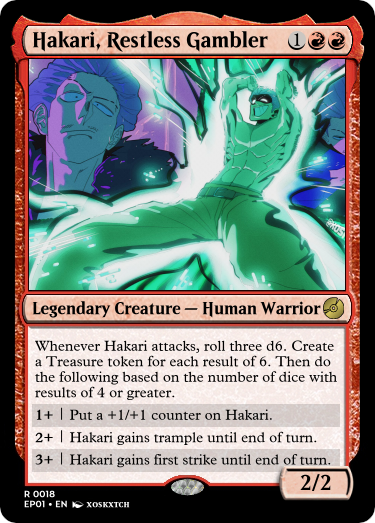 Hakari, Restless Gambler 1
Legendary Creature — Human Warrior
Whenever Hakari attacks, roll three d6. Create
a Treasure token for each result of 6. Then do
the following based on the number of dice with
results of 4 or greater.
1+ | Put a +1/+1 counter on Hakari.
2+ | Hakari gains trample until end of turn.
3+ | Hakari gains first strike until end of turn.
2/2
R 0018
EP01 • EN XOSKXTCH